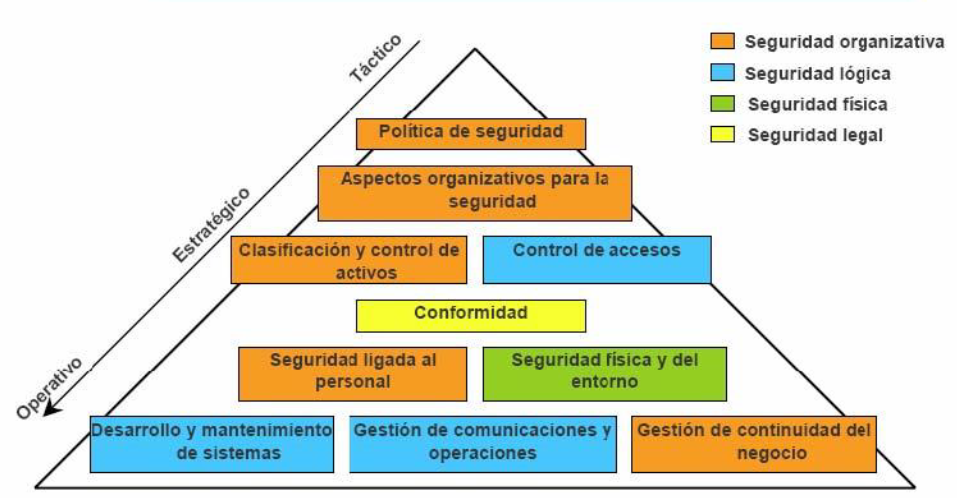 Táctico
Estratégico
Operativo
Seguridad organizativa
Seguridad lógica
Seguridad física
Seguridad legal
Política de seguridad
Aspectos organizativos para la
seguridad
Clasificación y control de
activos
Control de accesos
Conformidad
Seguridad ligada al
personal
Seguridad física y del
entorno
Desarrollo y mantenimiento
de sistemas
Gestión de comunicaciones y
operaciones
Gestión de continuidad del
negocio